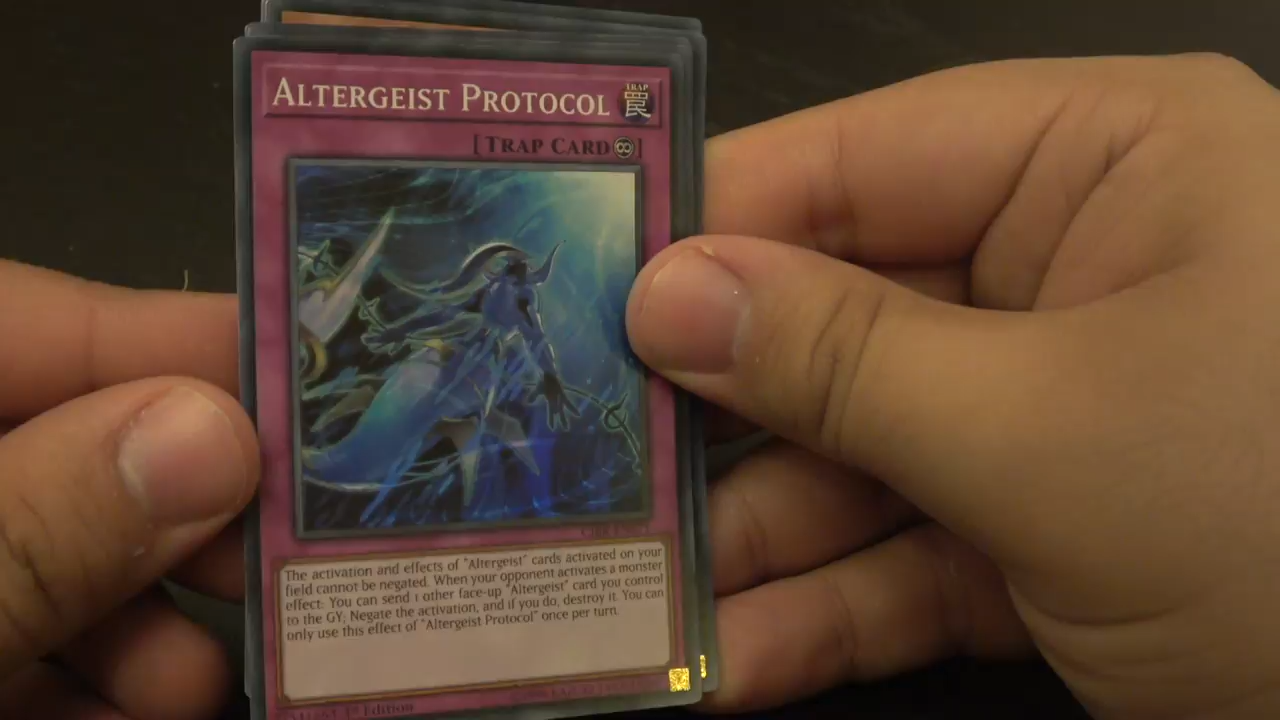 ALTERGEIST PROTOCOL
TRAP
罠
[TRAP CARD ]
The activation and effects of "Altergeist" cards activated on your
field cannot be negated. When your opponent activates a monster
effect: You can send 1 other face-up "Altergeist" card you control
to the GY; Negate the activation, and if you do, destroy it. You can
only use this effect of "Altergeist Protocol" once per turn.
Edition